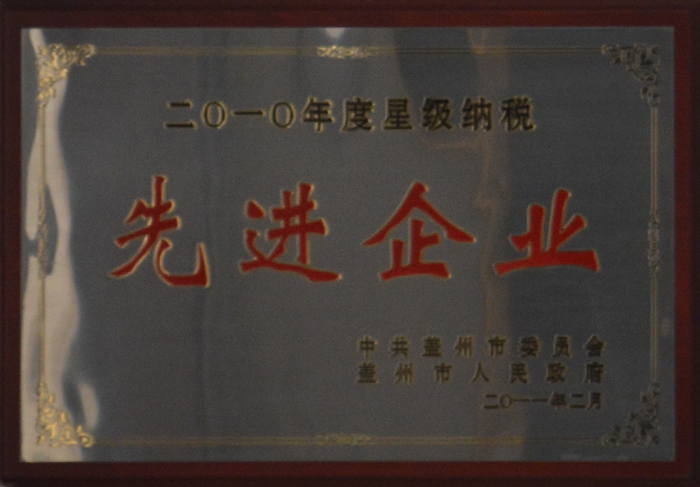 二〇一〇年度星级纳税
先进企业
中共盖州市委员会
盖州市人民政府
二〇一一年二月